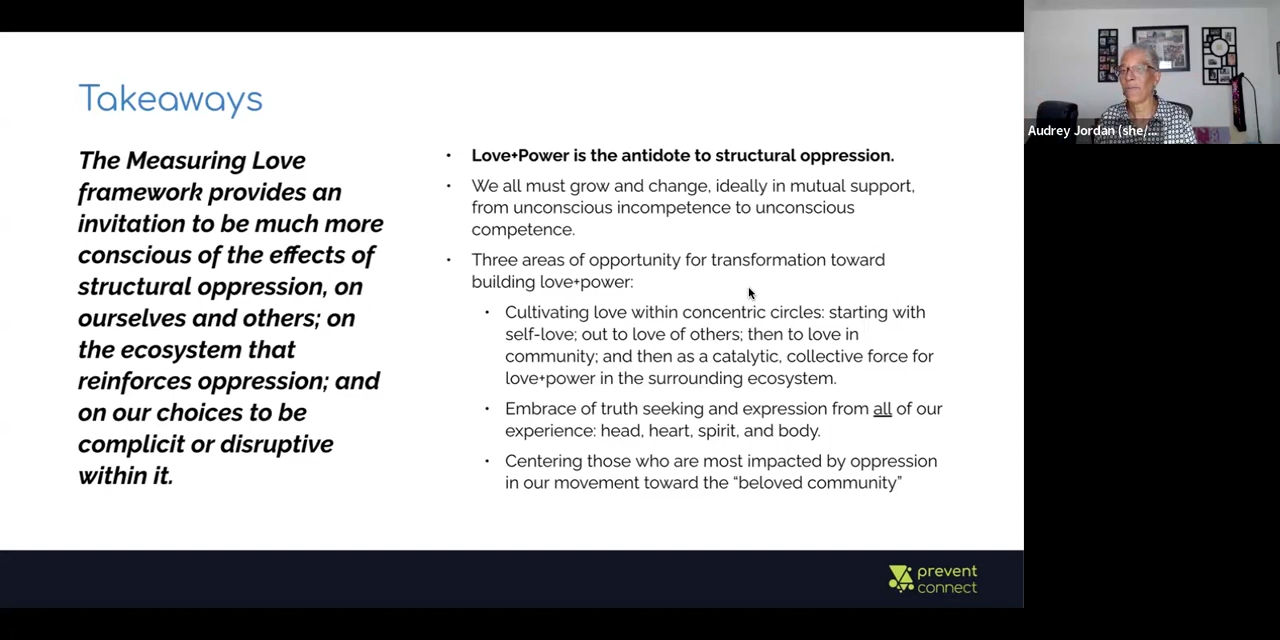 Takeaways
The Measuring Love
framework provides an
invitation to be much more
conscious of the effects of
structural oppression, on
ourselves and others; on
the ecosystem that
reinforces oppression; and
on our choices to be
complicit or disruptive
within it.
• Love+Power is the antidote to structural oppression.
• We all must grow and change, ideally in mutual support,
from unconscious incompetence to unconscious
competence.
• Three areas of opportunity for transformation toward
building love+power:
• Cultivating love within concentric circles: starting with
self-love; out to love of others; then to love in
community; and then as a catalytic, collective force for
love+power in the surrounding ecosystem.
• Embrace of truth seeking and expression from all of our
experience: head, heart, spirit, and body.
• Centering those who are most impacted by oppression
in our movement toward the “beloved community”
prevent
connect
Audrey Jordan (she/...